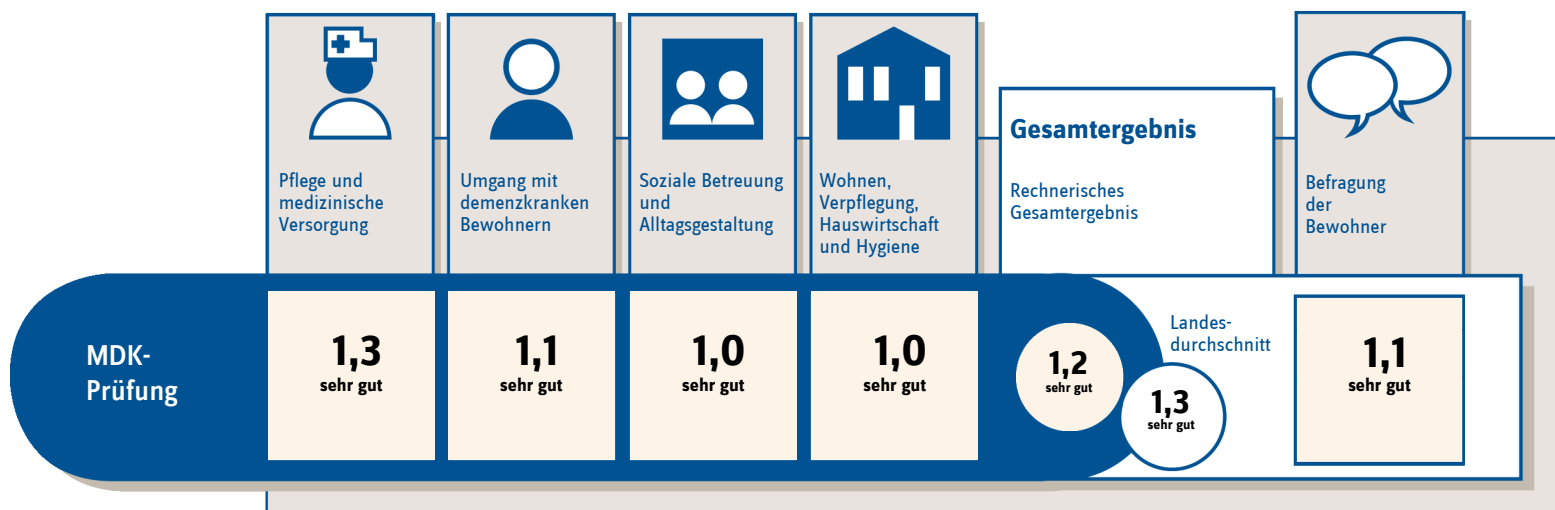 Pflege und
medizinische
Versorgung
Umgang mit
demenzkranken
Bewohnern
Soziale Betreuung
und
Alltagsgestaltung
Wohnen,
Verpflegung,
Hauswirtschaft
und Hygiene
Gesamtergebnis
Rechnerisches
Gesamtergebnis
Befragung
der
Bewohner
MDK-
Prüfung
1,3
sehr gut
1,1
sehr gut
1,0
sehr gut
1,0
sehr gut
1,2
sehr gut
Landes-
durchschnitt
1,3
sehr gut
1,1
sehr gut